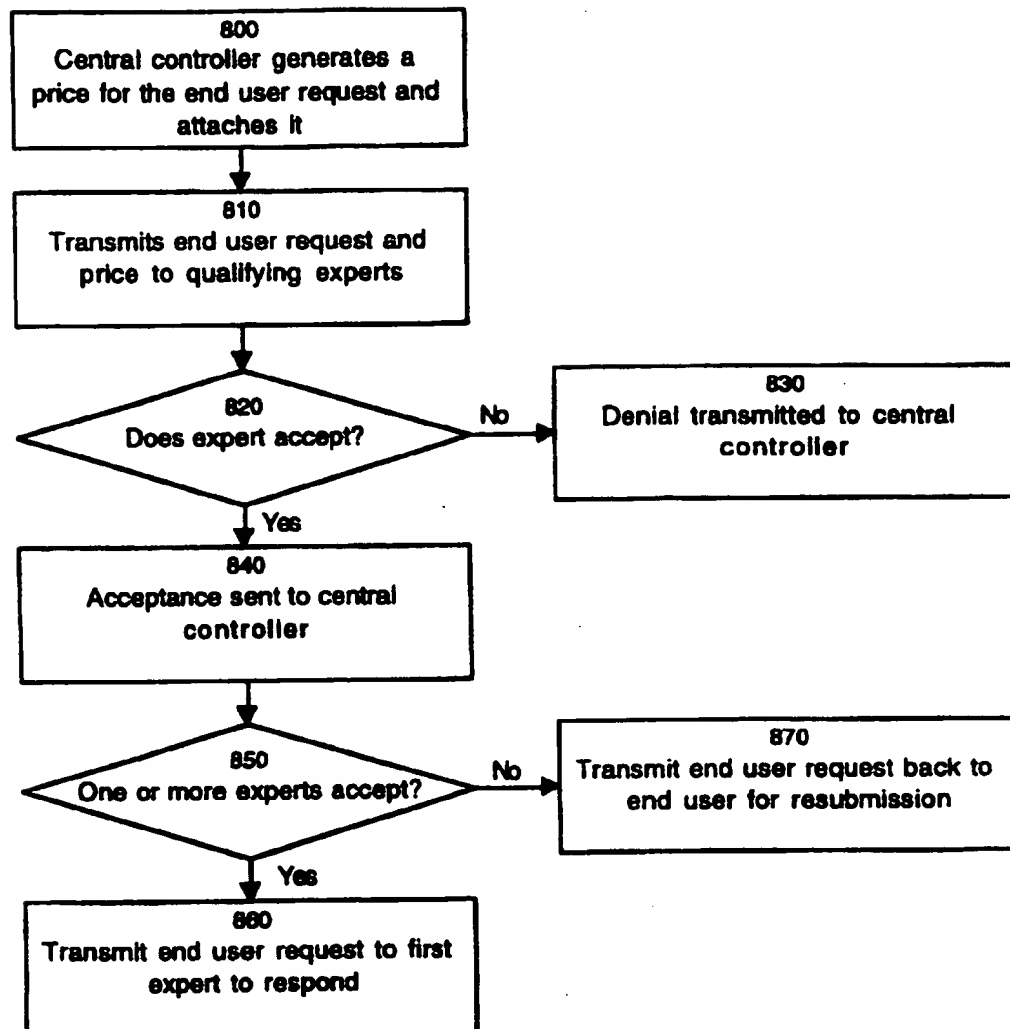 800
Central controller generates a
price for the end user request and
attaches it
810
Transmits end user request and
price to qualifying experts
820
Does expert accept?
No
830
Denial transmitted to central
controller
Yes
840
Acceptance sent to central
controller
850
One or more experts accept?
No
870
Transmit end user request back to
end user for resubmission
Yes
860
Transmit end user request to first
expert to respond